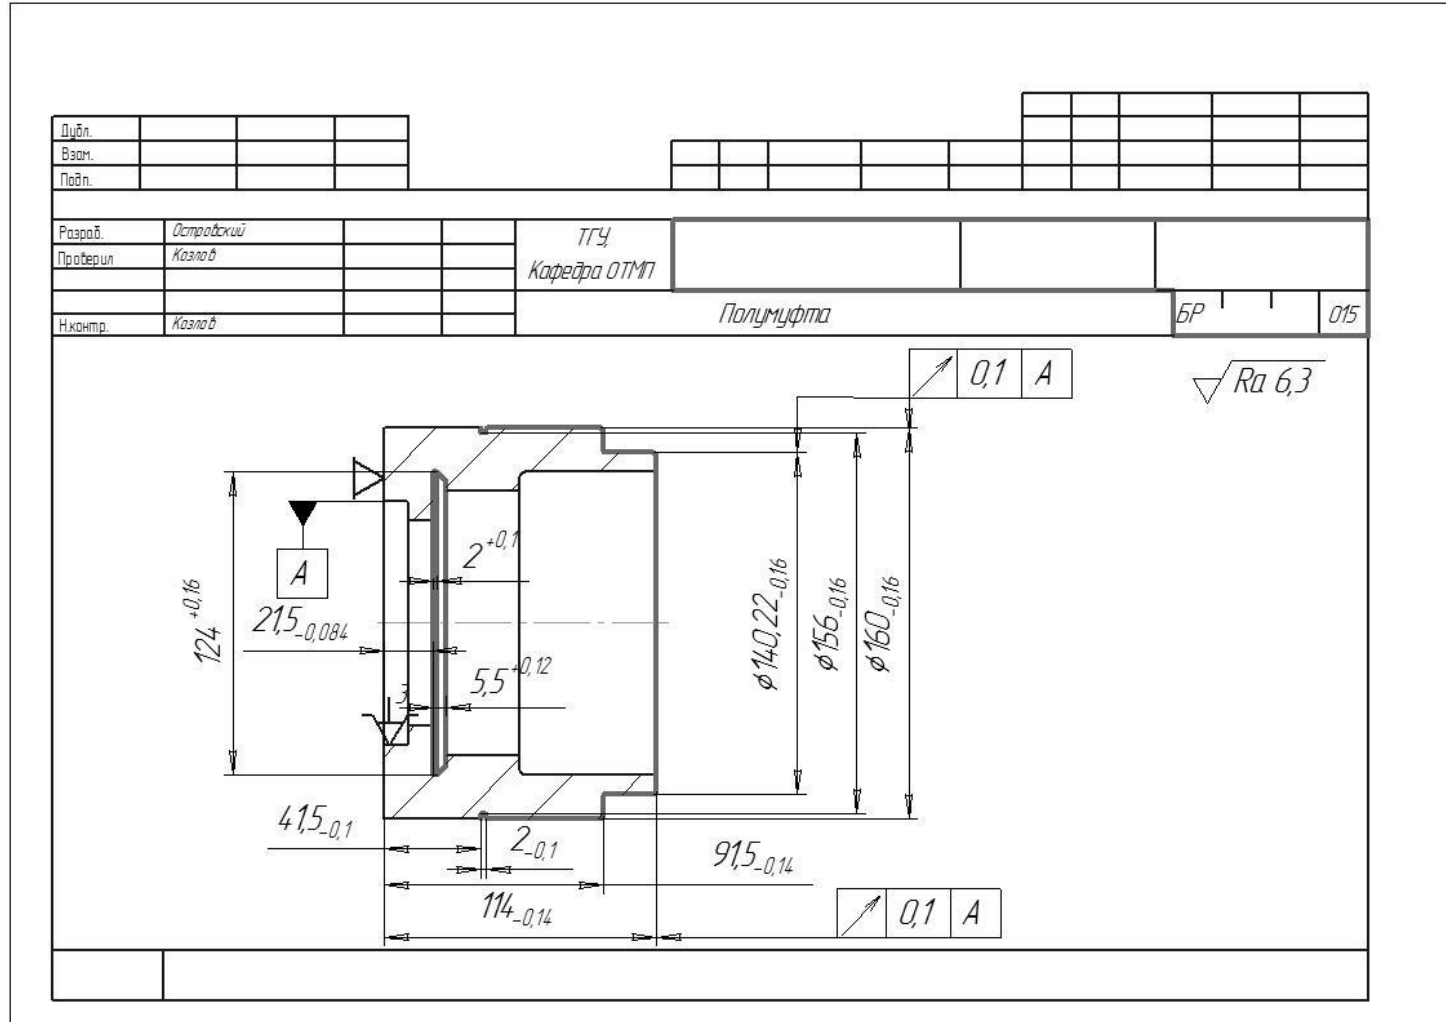 Дубл.
Взам.
Подп.
Разраб. Островский
Проверил Козлов
ТГУ,
Кафедра ОТМП
Н.контр. Козлов
Полумуфта
БР 015
0,1 A
Ra 6,3
A
2 +0,1
124 +0,16
21,5 -0,084
3
5,5 +0,12
ϕ140,22 -0,16
ϕ156 -0,16
ϕ160 -0,16
41,5 -0,1
2 -0,1
91,5 -0,14
114 -0,14
0,1 A